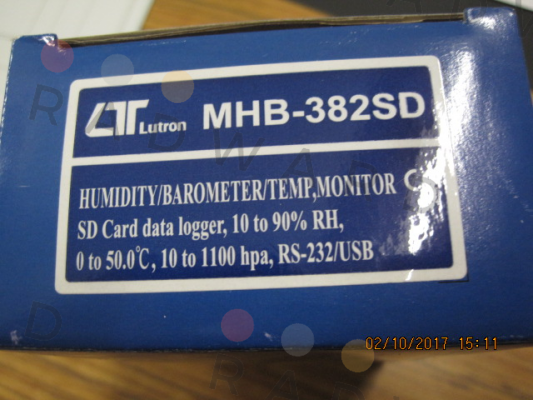 Lutron MHB-382SD
HUMIDITY/BAROMETER/TEMP,MONITOR
SD Card data logger, 10 to 90% RH,
0 to 50.0℃, 10 to 1100 hpa, RS-232/USB
02/10/2017 15:11